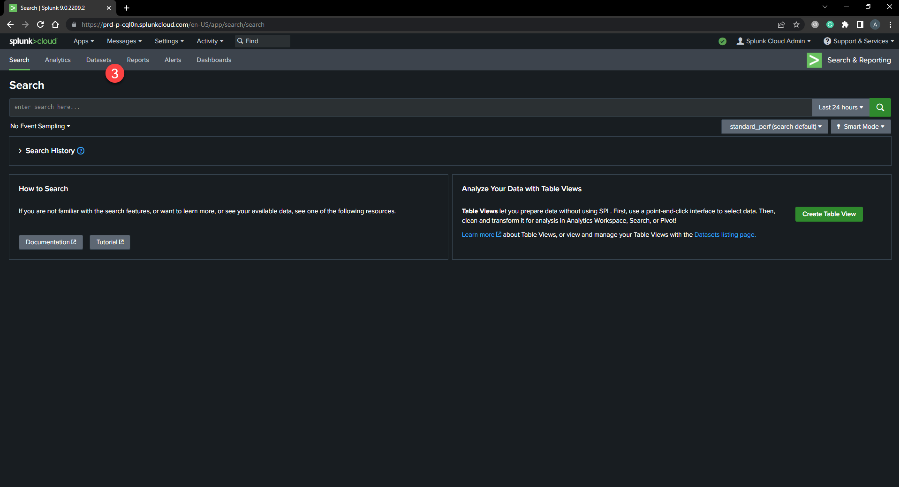 Search | Splunk 9.0.2209.2
https://prd-p-cql0n.splunkcloud.com/en-US/app/search/search
splunk>cloud Apps Messages Settings Activity Find Splunk Cloud Admin Support & Services
Search Analytics Datasets Reports Alerts Dashboards Search & Reporting
3
Search
enter search here... Last 24 hours
No Event Sampling standard_perf (search default) Smart Mode
Search History ?
How to Search
If you are not familiar with the search features, or want to learn more, or see your available data, see one of the following resources.
Documentation Tutorial
Analyze Your Data with Table Views
Table Views let you prepare data without using SPL. First, use a point-and-click interface to select data. Then,
clean and transform it for analysis in Analytics Workspace, Search, or Pivot!
Create Table View
Learn more about Table Views, or view and manage your Table Views with the Datasets listing page.